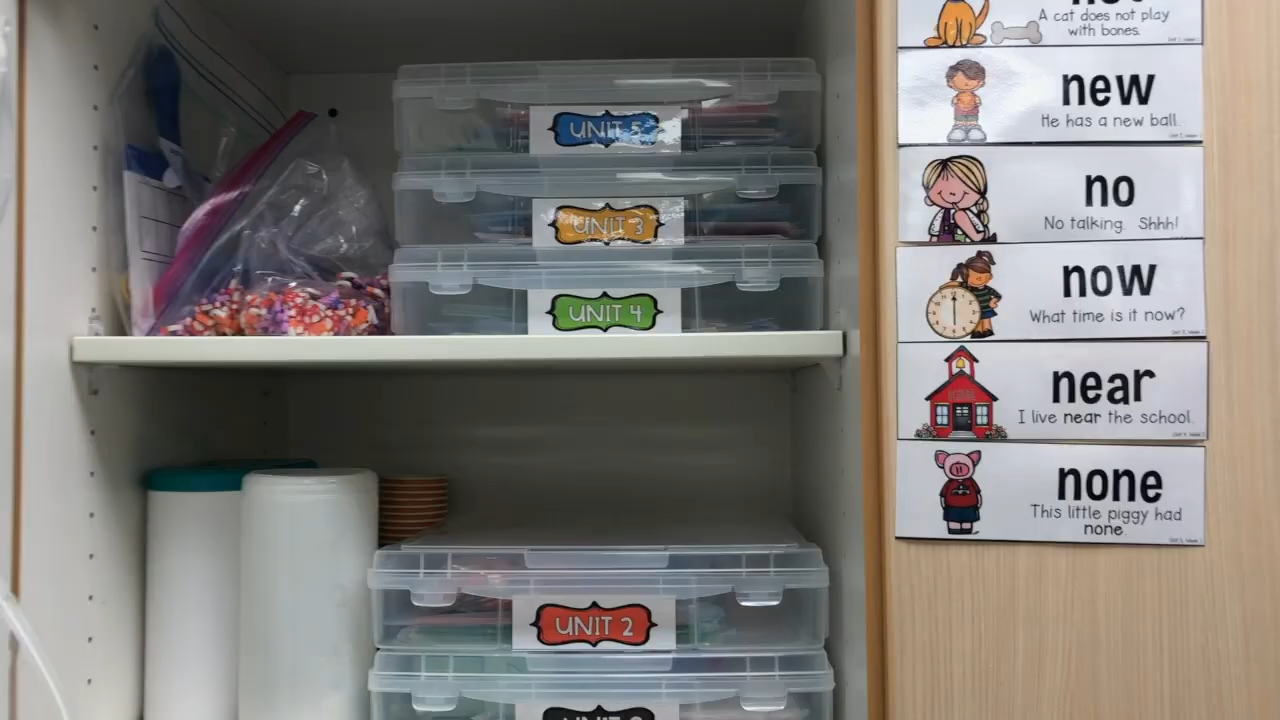 UNIT 5
UNIT 3
UNIT 4
UNIT 2
not
A cat does not play
with bones.
new
He has a new ball.
no
No talking. Shhh!
now
What time is it now?
near
I live near the school.
none
This little piggy had
none.